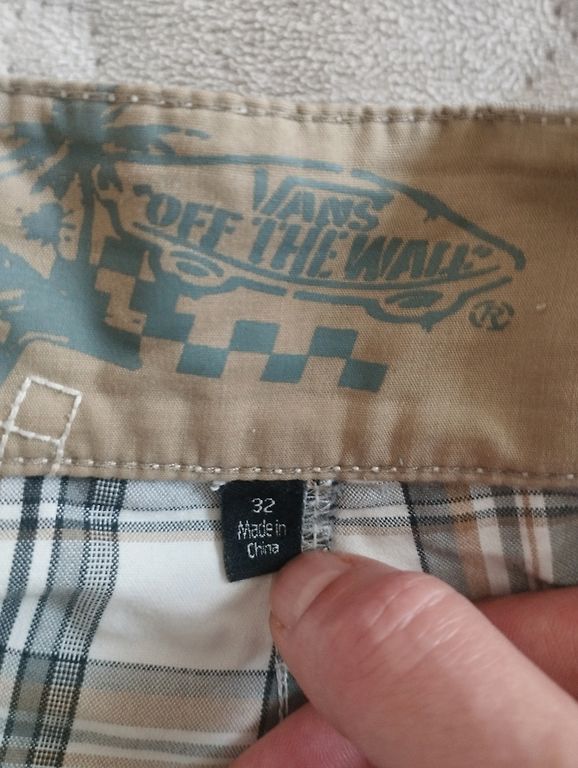 VANS
"OFF THE WALL"
®
32
Made in
China